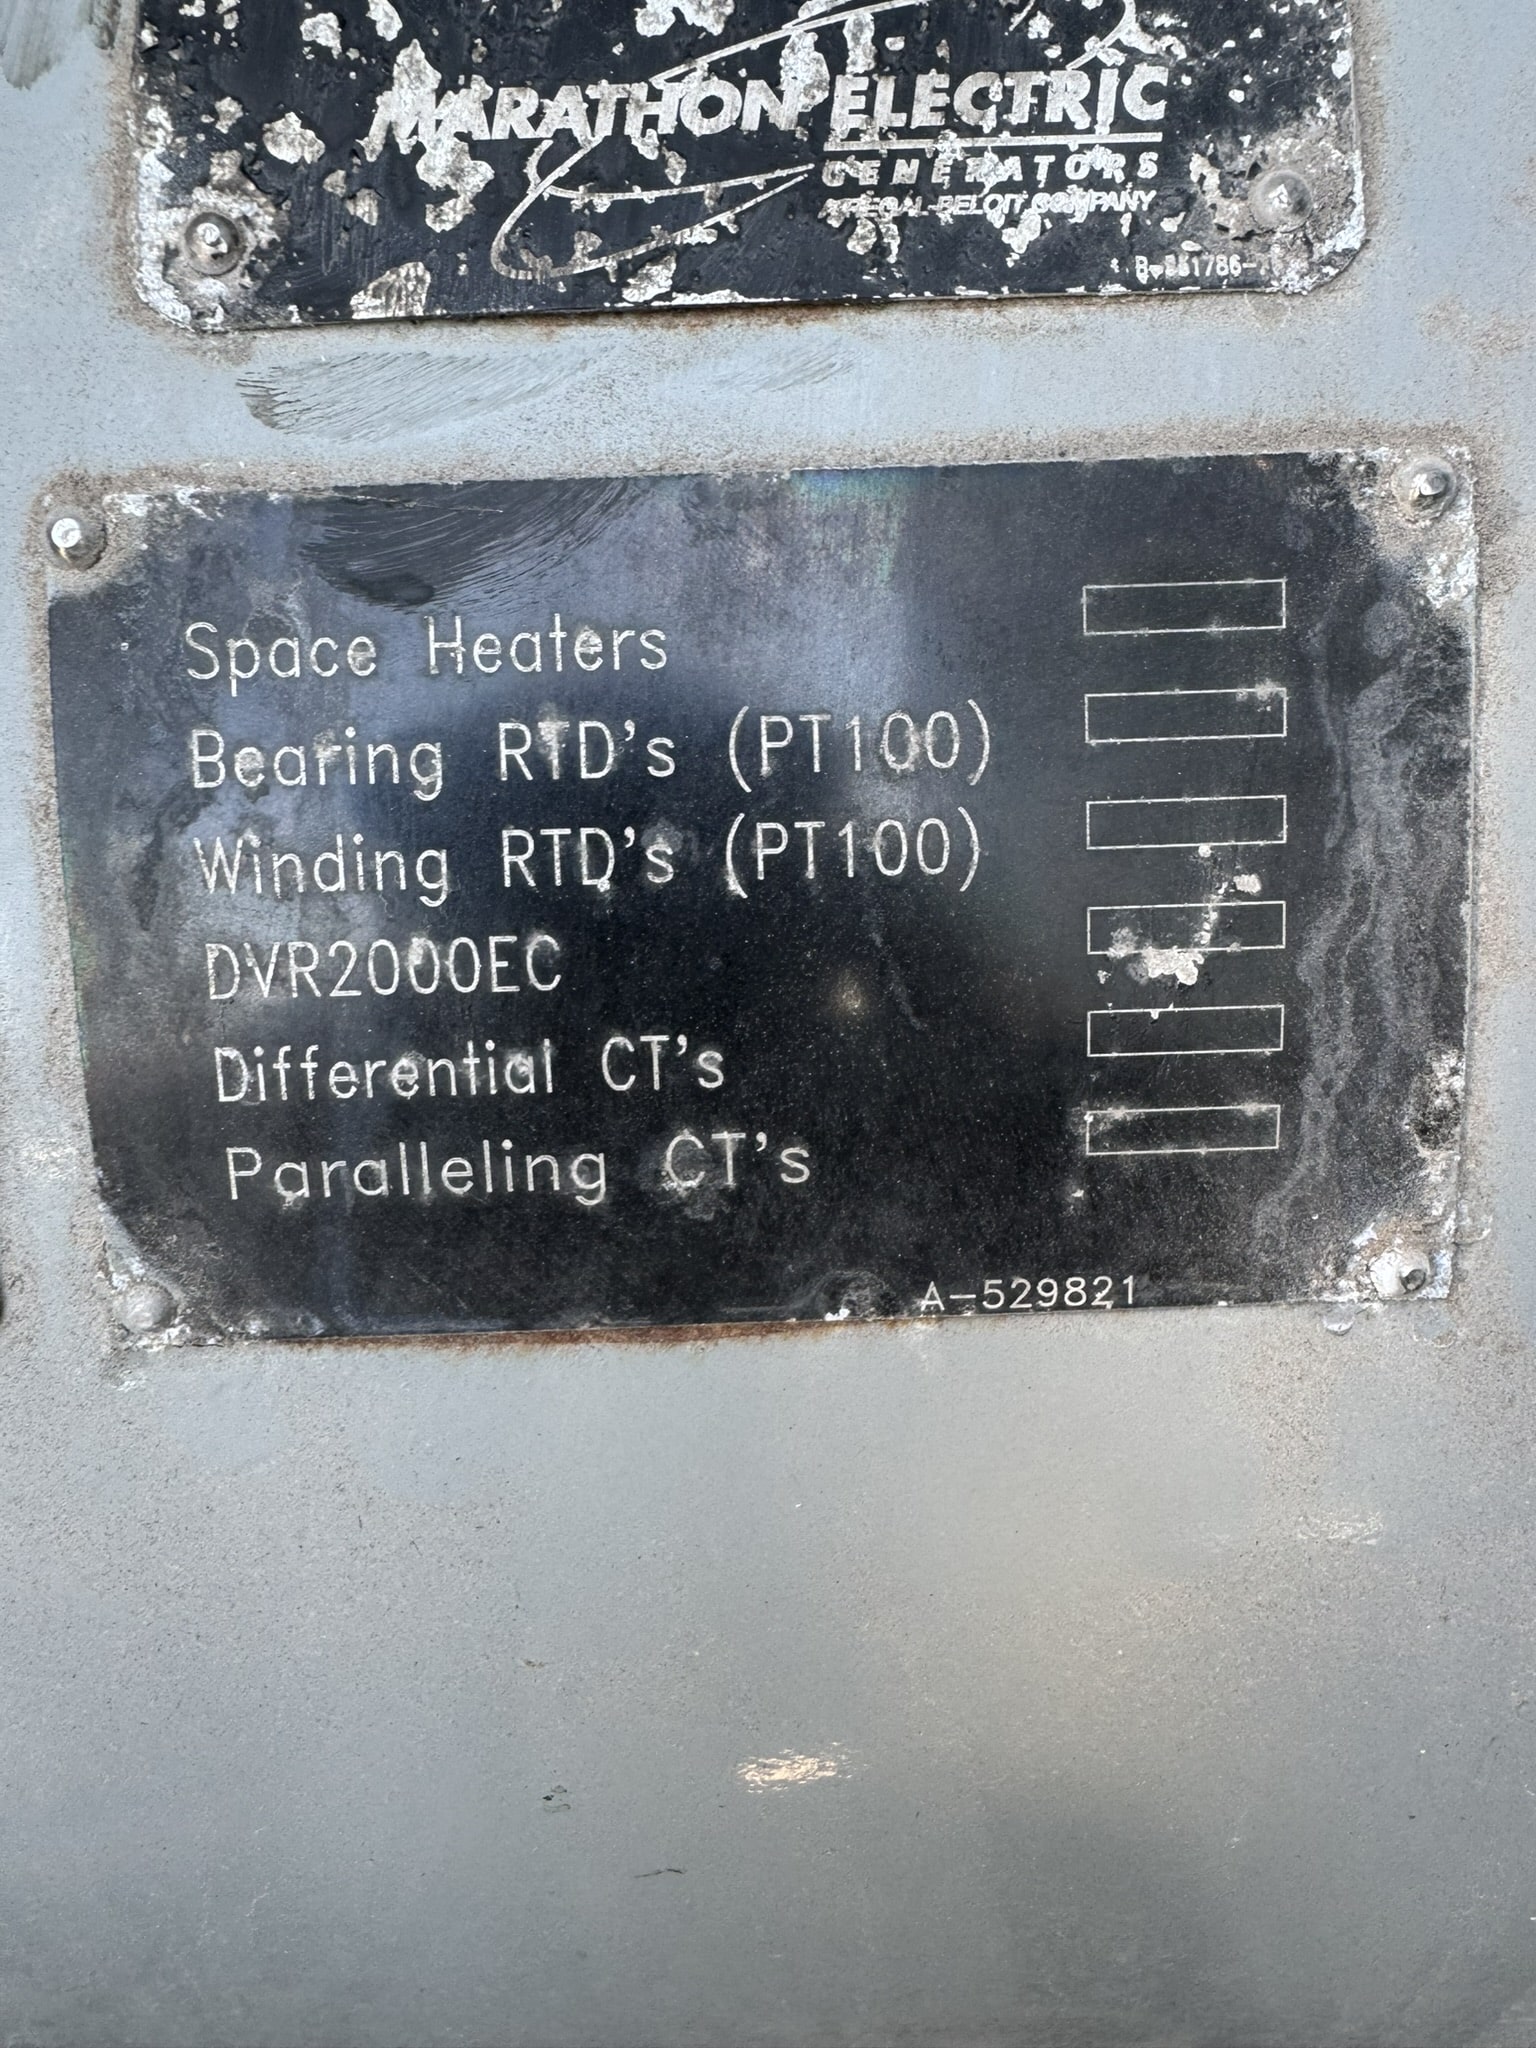 MARATHON ELECTRIC
GENERATORS
A REGAL-BELOIT COMPANY
Space Heaters
Bearing RTD's (PT100)
Winding RTD's (PT100)
DVR2000EC
Differential CT's
Paralleling CT's
A-529821